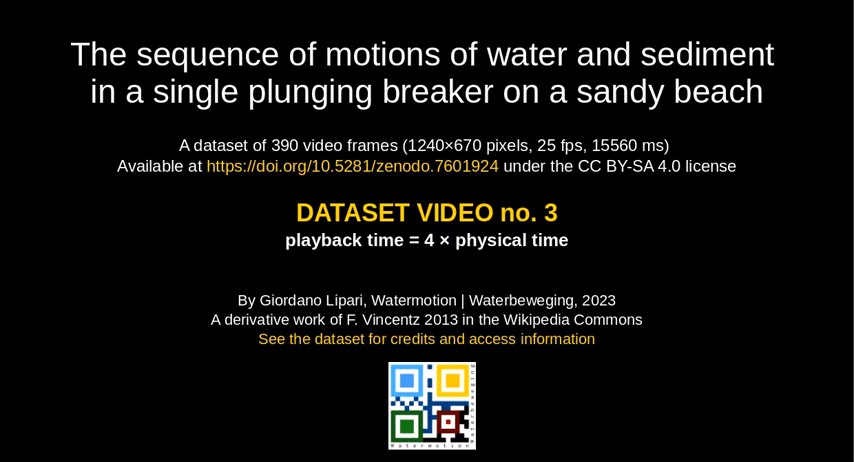 The sequence of motions of water and sediment
in a single plunging breaker on a sandy beach
A dataset of 390 video frames (1240×670 pixels, 25 fps, 15560 ms)
Available at https://doi.org/10.5281/zenodo.7601924 under the CC BY-SA 4.0 license
DATASET VIDEO no. 3
playback time = 4 × physical time
By Giordano Lipari, Watermotion | Waterbeweging, 2023
A derivative work of F. Vincentz 2013 in the Wikipedia Commons
See the dataset for credits and access information
Watermotion
Waterbeweging